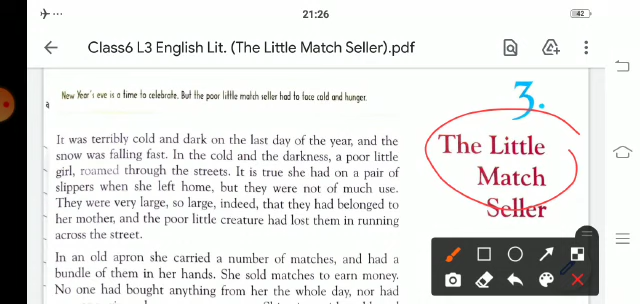 21:26
42
Class6 L3 English Lit. (The Little Match Seller).pdf
New Year's eve is a time to celebrate. But the poor little match seller had to face cold and hunger.
3.
The Little
Match
Seller
a
It was terribly cold and dark on the last day of the year, and the
snow was falling fast. In the cold and the darkness, a poor little
girl, roamed through the streets. It is true she had on a pair of
slippers when she left home, but they were not of much use.
They were very large, so large, indeed, that they had belonged to
her mother, and the poor little creature had lost them in running
across the street.
In an old apron she carried a number of matches, and had a
bundle of them in her hands. She sold matches to earn money.
No one had bought anything from her the whole day, nor had